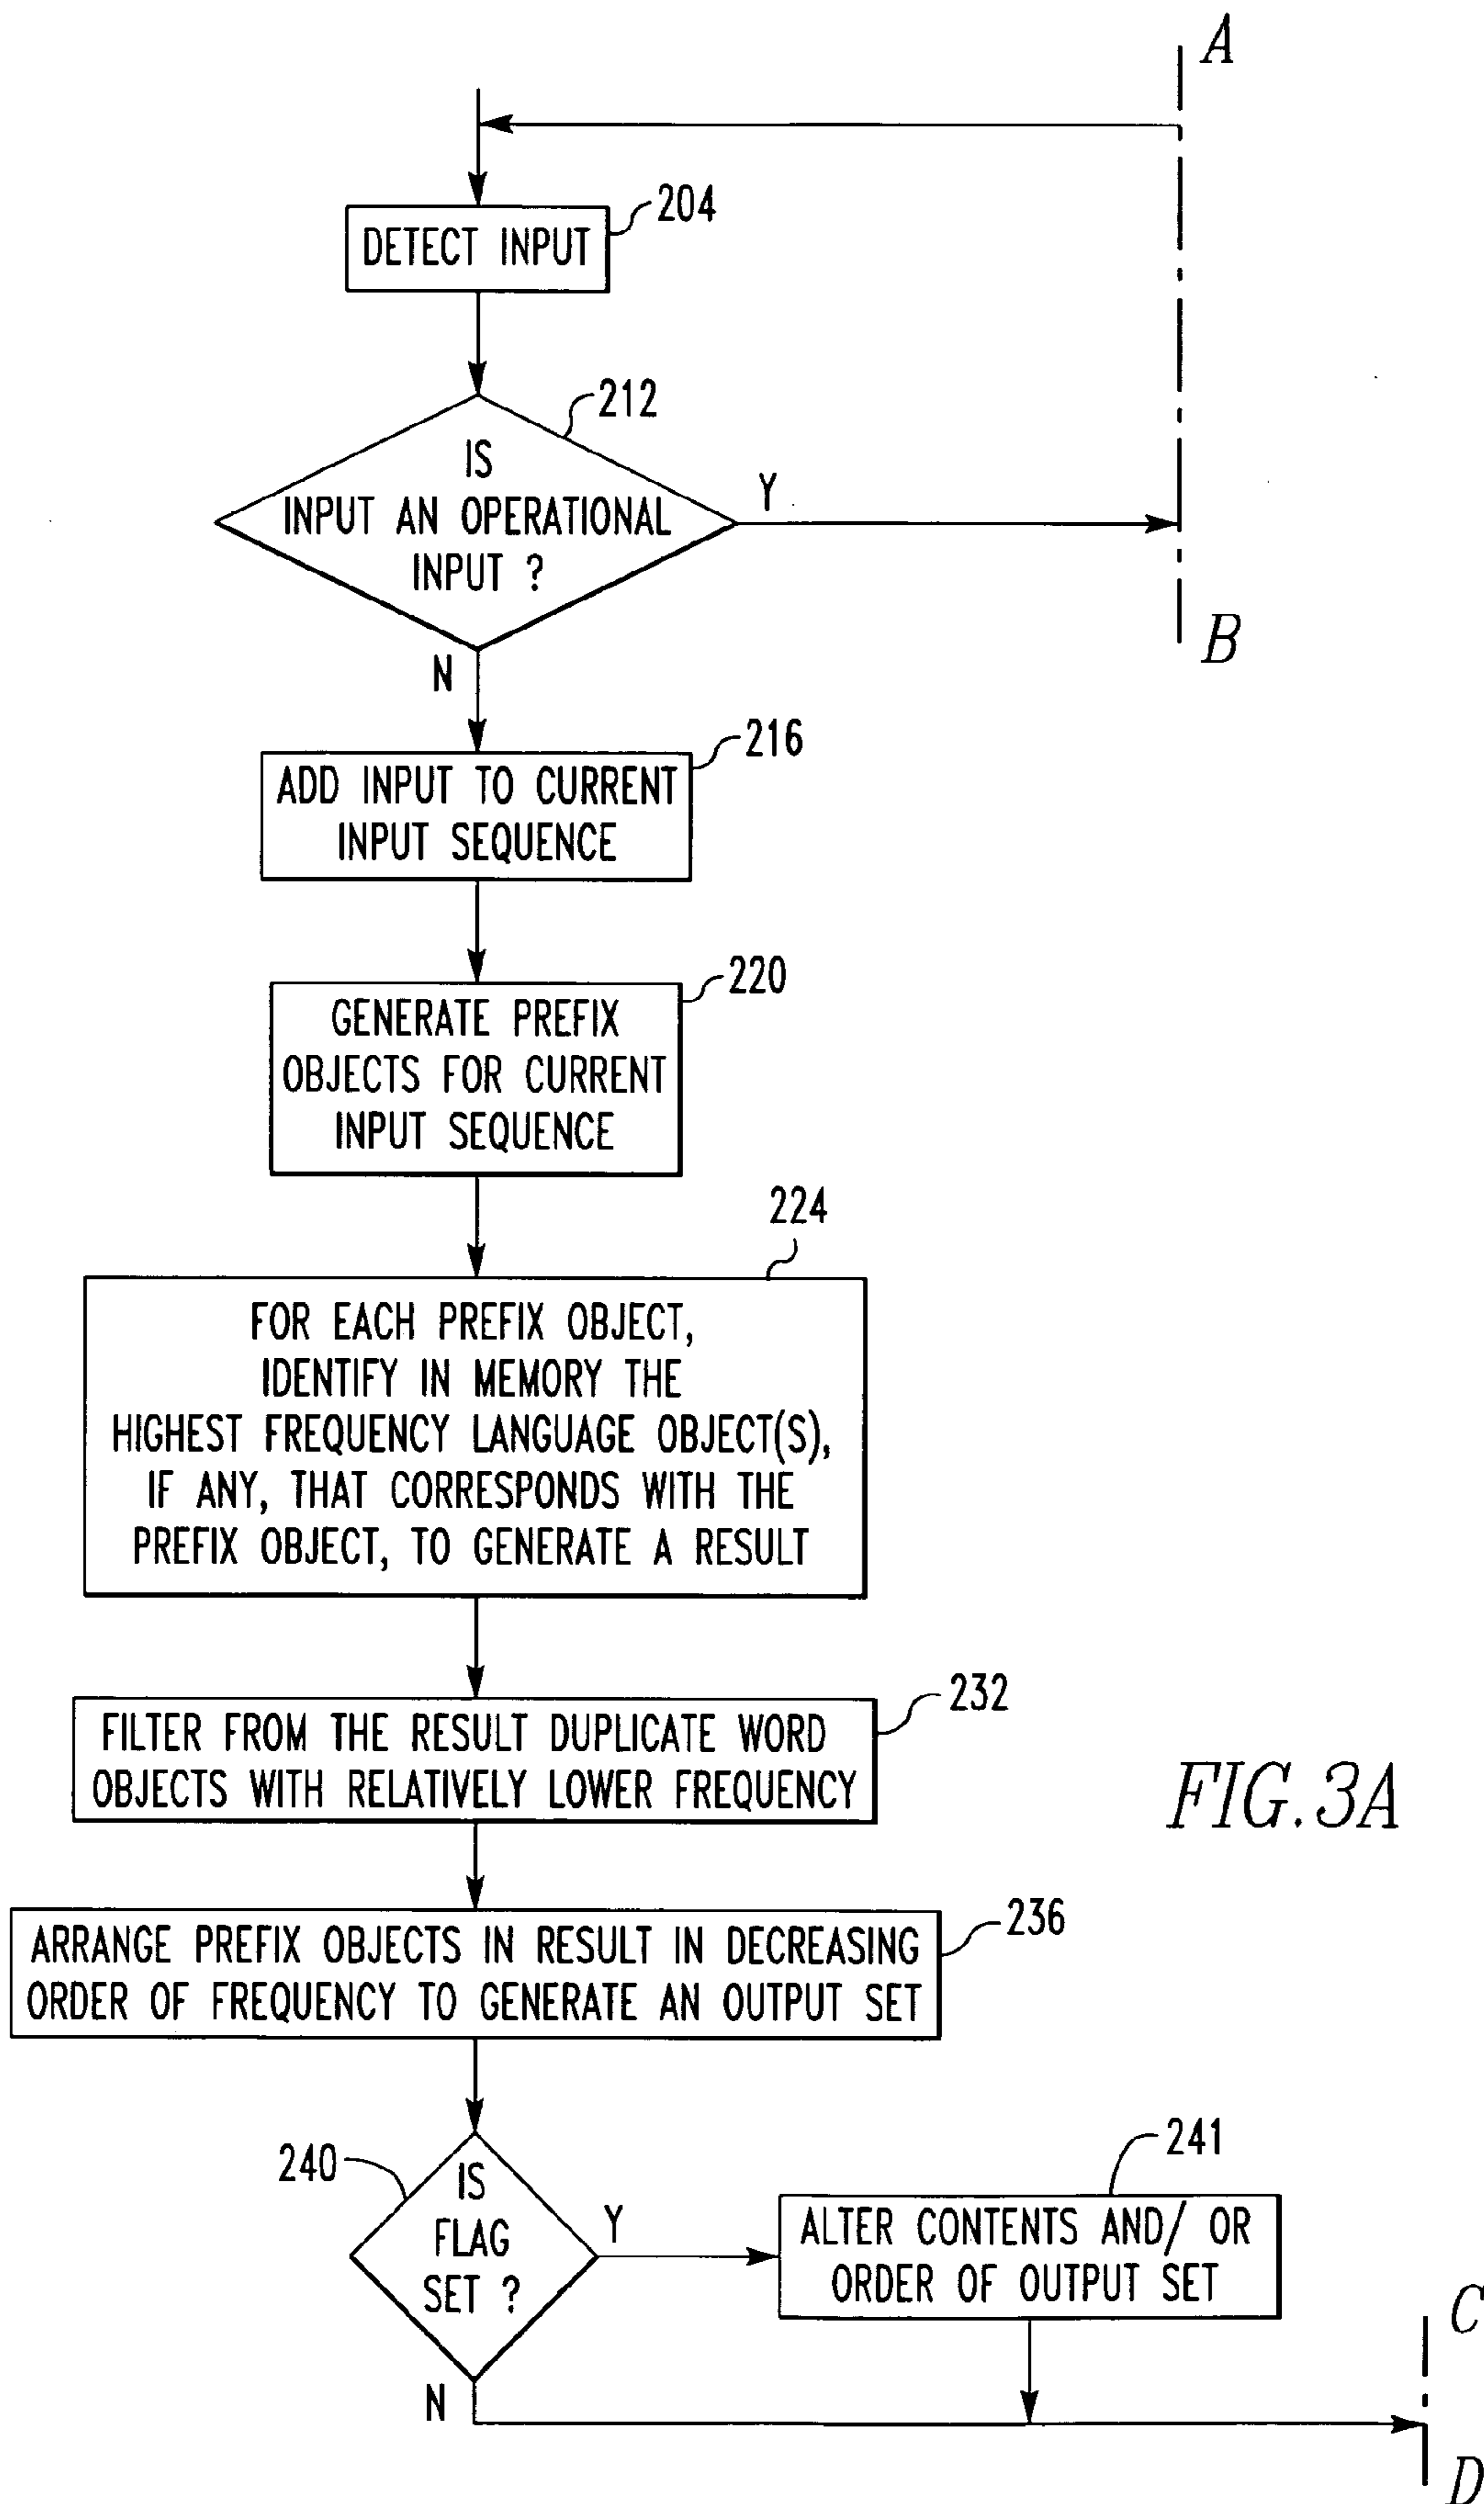 A
204
DETECT INPUT
212
IS
INPUT AN OPERATIONAL
INPUT ?
Y
B
N
216
ADD INPUT TO CURRENT
INPUT SEQUENCE
220
GENERATE PREFIX
OBJECTS FOR CURRENT
INPUT SEQUENCE
224
FOR EACH PREFIX OBJECT,
IDENTIFY IN MEMORY THE
HIGHEST FREQUENCY LANGUAGE OBJECT(S),
IF ANY, THAT CORRESPONDS WITH THE
PREFIX OBJECT, TO GENERATE A RESULT
232
FILTER FROM THE RESULT DUPLICATE WORD
OBJECTS WITH RELATIVELY LOWER FREQUENCY
FIG. 3A
236
ARRANGE PREFIX OBJECTS IN RESULT IN DECREASING
ORDER OF FREQUENCY TO GENERATE AN OUTPUT SET
240
IS
FLAG
SET ?
Y
241
ALTER CONTENTS AND/ OR
ORDER OF OUTPUT SET
C
N
D